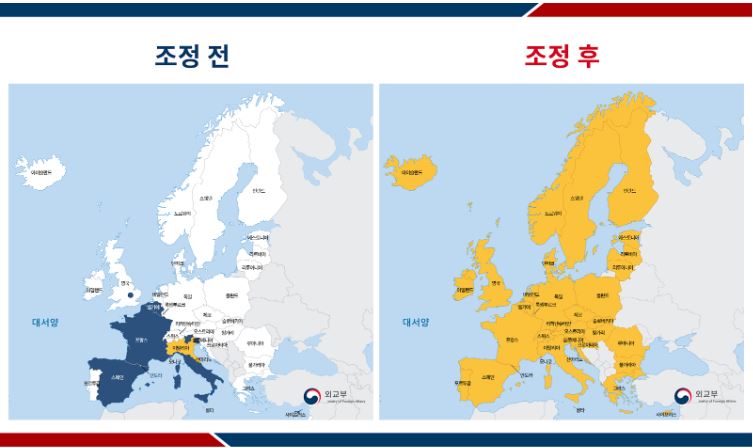 조정 전
조정 후
아이슬란드
스웨덴
핀란드
노르웨이
에스토니아
라트비아
리투아니아
덴마크
영국
아일랜드
네덜란드
독일
폴란드
벨기에
룩셈부르크
체코
슬로바키아
리히텐슈타인
오스트리아
헝가리
스위스
슬로베니아
크로아티아
루마니아
프랑스
이탈리아
모나코
산마리노
불가리아
대서양
포르투갈
스페인
안도라
그리스
몰타
사이프러스
외교부
Ministry of Foreign Affairs
아이슬란드
스웨덴
핀란드
노르웨이
에스토니아
라트비아
리투아니아
덴마크
영국
아일랜드
네덜란드
독일
폴란드
벨기에
룩셈부르크
체코
슬로바키아
리히텐슈타인
오스트리아
헝가리
스위스
슬로베니아
크로아티아
루마니아
프랑스
이탈리아
모나코
산마리노
불가리아
대서양
포르투갈
스페인
안도라
그리스
몰타
사이프러스
외교부
Ministry of Foreign Affairs